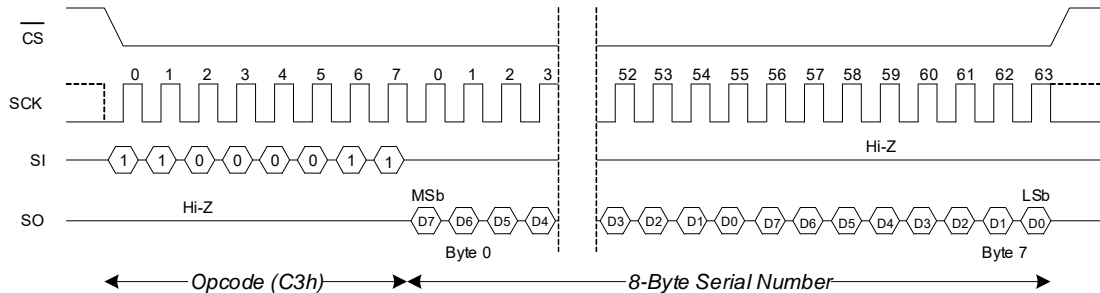 CS
0 1 2 3 4 5 6 7 0 1 2 3 52 53 54 55 56 57 58 59 60 61 62 63
SCK
Hi-Z
SI 1 1 0 0 0 0 1 1
MSb LSb
Hi-Z
SO D7 D6 D5 D4 D3 D2 D1 D0 D7 D6 D5 D4 D3 D2 D1 D0
Byte 0 Byte 7
Opcode (C3h) 8-Byte Serial Number